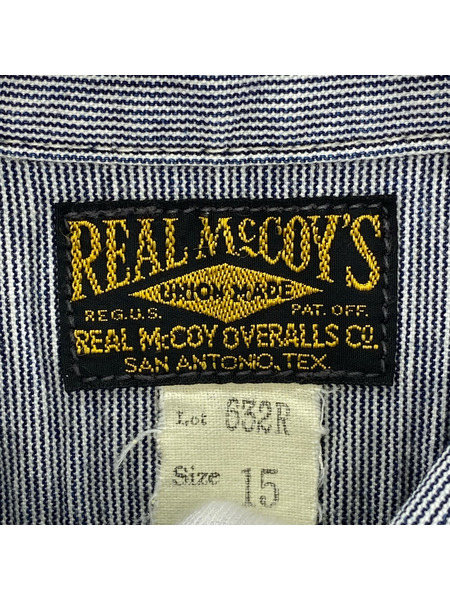 REAL McCOY'S
UNION MADE
REG.U.S. PAT. OFF.
REAL McCOY OVERALLS Co.
SAN ANTONIO, TEX.
Lot 632R
Size 15